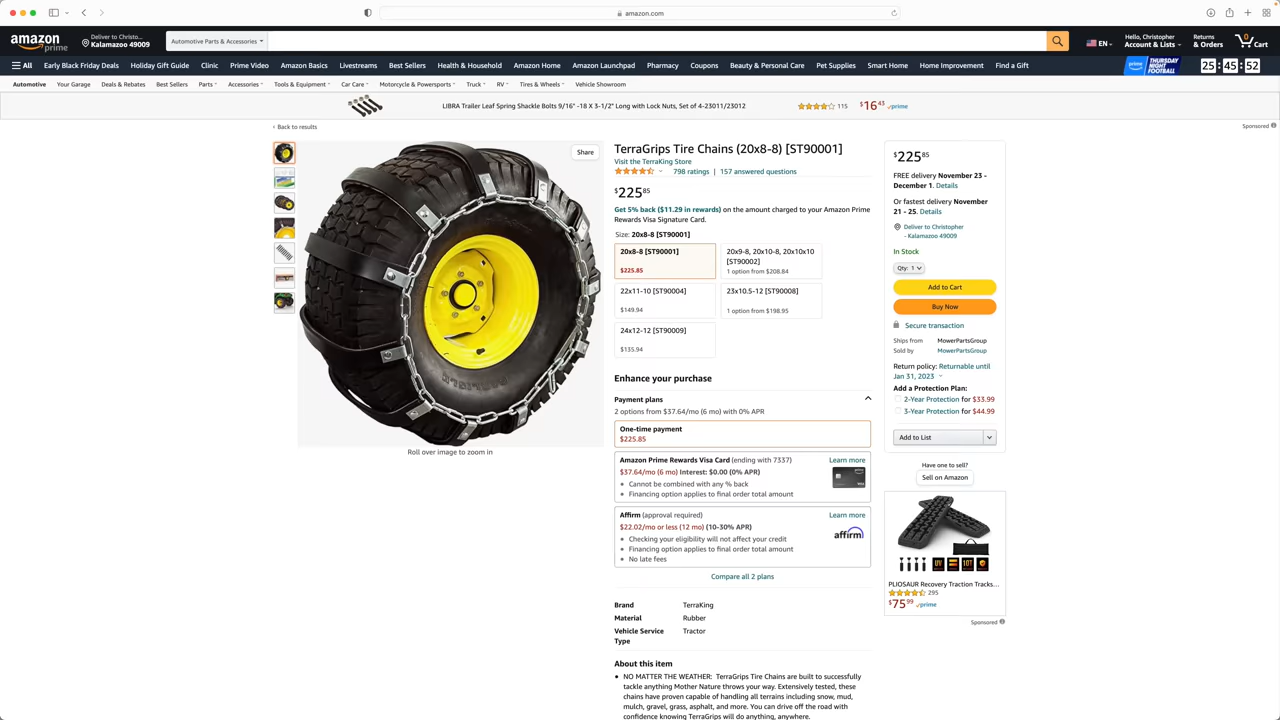 amazon.com
amazon
prime
Deliver to Christo...
Kalamazoo 49009
Automotive Parts & Accessories
EN
Hello, Christopher
Account & Lists
Returns
& Orders
0
Cart
All
Early Black Friday Deals
Holiday Gift Guide
Clinic
Prime Video
Amazon Basics
Livestreams
Best Sellers
Health & Household
Amazon Home
Amazon Launchpad
Pharmacy
Coupons
Beauty & Personal Care
Pet Supplies
Smart Home
Home Improvement
Find a Gift
prime
THURSDAY NIGHT FOOTBALL
25:45:52
Automotive
Your Garage
Deals & Rebates
Best Sellers
Parts
Accessories
Tools & Equipment
Car Care
Motorcycle & Powersports
Truck
RV
Tires & Wheels
Vehicle Showroom
LIBRA Trailer Leaf Spring Shackle Bolts 9/16" -18 X 3-1/2" Long with Lock Nuts, Set of 4-23011/23012
115
$16 43 prime
‹ Back to results
Sponsored
Share
Roll over image to zoom in
TerraGrips Tire Chains (20x8-8) [ST90001]
Visit the TerraKing Store
798 ratings | 157 answered questions
$225 85
Get 5% back ($11.29 in rewards) on the amount charged to your Amazon Prime
Rewards Visa Signature Card.
Size: 20x8-8 [ST90001]
20x8-8 [ST90001]
$225.85
20x9-8, 20x10-8, 20x10x10
[ST90002]
1 option from $208.84
22x11-10 [ST90004]
$149.94
23x10.5-12 [ST90008]
1 option from $198.95
24x12-12 [ST90009]
$135.94
Enhance your purchase
Payment plans
2 options from $37.64/mo (6 mo) with 0% APR
One-time payment
$225.85
Amazon Prime Rewards Visa Card (ending with 7337)
Learn more
$37.64/mo (6 mo) Interest: $0.00 (0% APR)
• Cannot be combined with any % back
• Financing option applies to final order total amount
Affirm (approval required)
Learn more
$22.02/mo or less (12 mo) (10-30% APR)
affirm
• Checking your eligibility will not affect your credit
• Financing option applies to final order total amount
• No late fees
Compare all 2 plans
Brand TerraKing
Material Rubber
Vehicle Service Tractor
Type
About this item
• NO MATTER THE WEATHER: TerraGrips Tire Chains are built to successfully
tackle anything Mother Nature throws your way. Extensively tested, these
chains have proven capable of handling all terrains including snow, mud,
mulch, gravel, grass, asphalt, and more. You can drive off the road with
confidence knowing TerraGrips will do anything, anywhere.
$225 85
FREE delivery November 23 -
December 1. Details
Or fastest delivery November
21 - 25. Details
Deliver to Christopher
- Kalamazoo 49009
In Stock
Qty: 1
Add to Cart
Buy Now
Secure transaction
Ships from MowerPartsGroup
Sold by MowerPartsGroup
Return policy: Returnable until
Jan 31, 2023
Add a Protection Plan:
2-Year Protection for $33.99
3-Year Protection for $44.99
Add to List
Have one to sell?
Sell on Amazon
PLIOSAUR Recovery Traction Tracks...
295
$75 99 prime
Sponsored